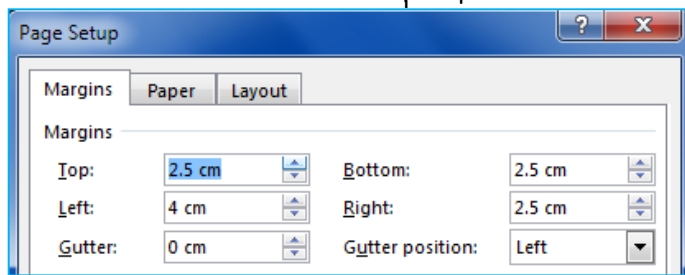 Page Setup
Margins Paper Layout
Margins
Top: 2.5 cm Bottom: 2.5 cm
Left: 4 cm Right: 2.5 cm
Gutter: 0 cm Gutter position: Left